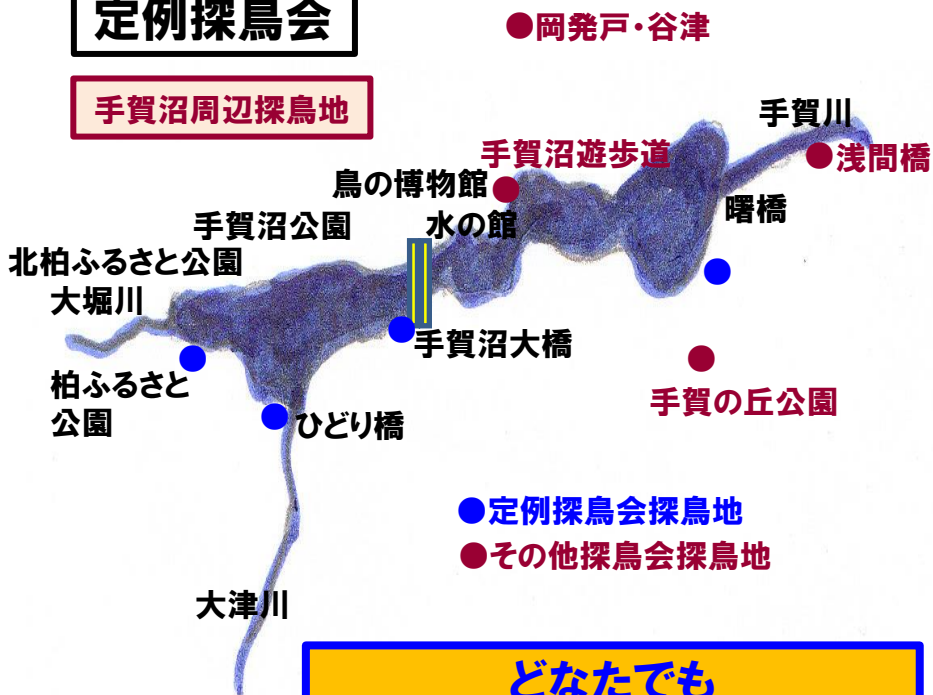 定例探鳥会
●岡発戸・谷津
手賀沼周辺探鳥地
手賀川
手賀沼遊歩道
●浅間橋
鳥の博物館
曙橋
手賀沼公園
水の館
北柏ふるさと公園
大堀川
手賀沼大橋
柏ふるさと
公園
手賀の丘公園
ひどり橋
●定例探鳥会探鳥地
●その他探鳥会探鳥地
大津川
どなたでも